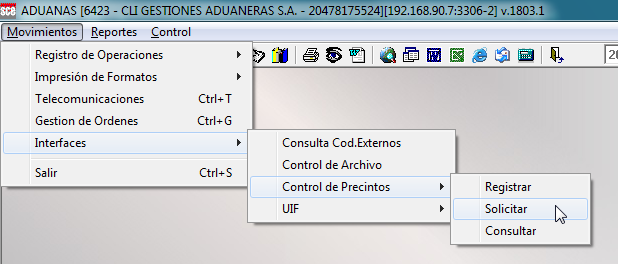 SCB ADUANAS [6423 - CLI GESTIONES ADUANERAS S.A. - 20478175524][192.168.90.7:3306-2] v.1803.1
Movimientos Reportes Control
Registro de Operaciones
Impresión de Formatos
Telecomunicaciones Ctrl+T
Gestion de Ordenes Ctrl+G
Interfaces
Salir Ctrl+S
Consulta Cod.Externos
Control de Archivo
Control de Precintos
UIF
Registrar
Solicitar
Consultar
20